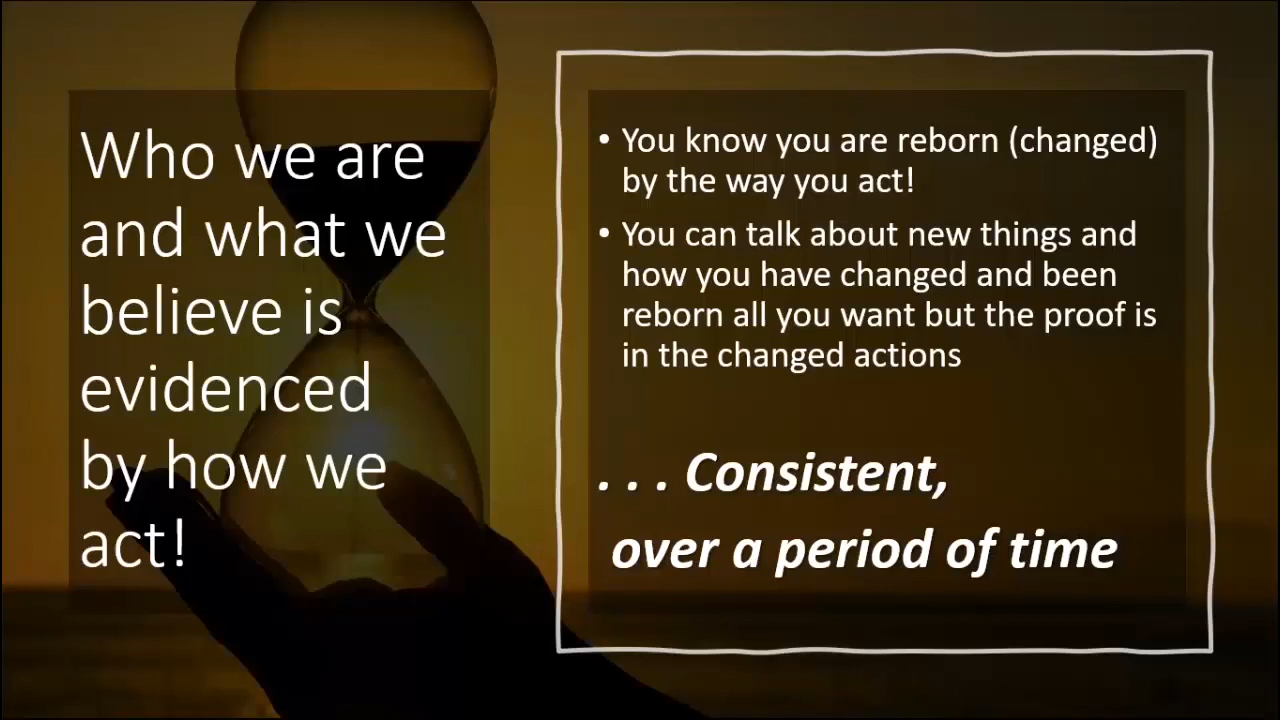 Who we are
and what we
believe is
evidenced
by how we
act!
• You know you are reborn (changed)
by the way you act!
• You can talk about new things and
how you have changed and been
reborn all you want but the proof is
in the changed actions
. . . Consistent,
over a period of time